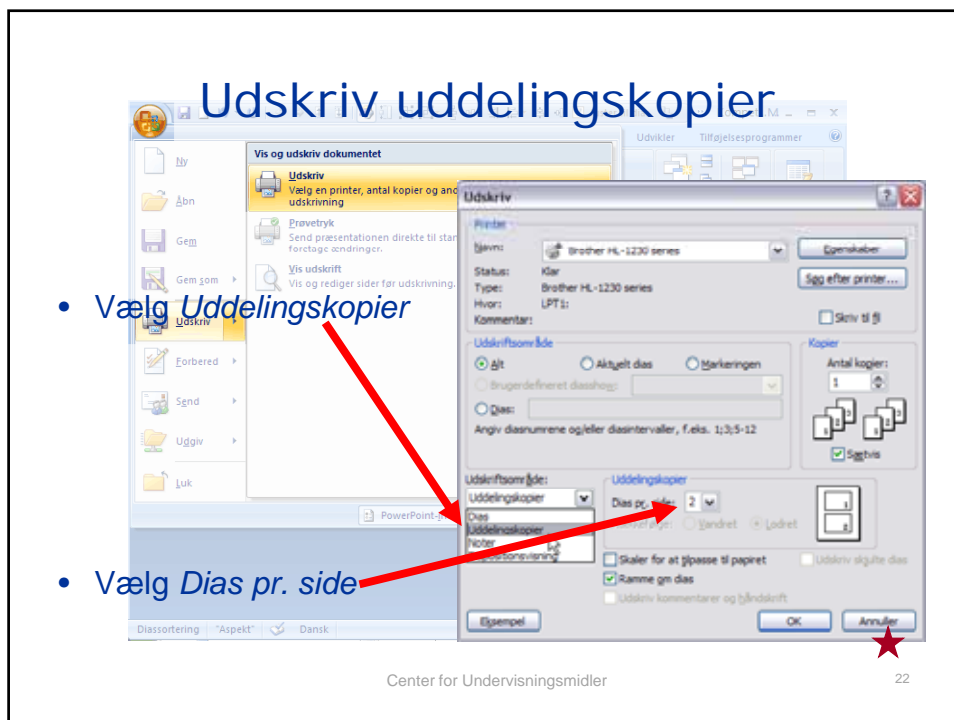 Udskriv uddelingskopier
Udvikler Tilføjelsesprogrammer
Ny
Åbn
Gem
Gem som
Udskriv
Forbered
Send
Udgiv
Luk
Vis og udskriv dokumentet
Udskriv
Vælg en printer, antal kopier og
udskrivning
Prøvetryk
Send præsentationen direkte til
foretage ændringer.
Vis udskrift
Vis og rediger sider før udskrivning.
• Vælg Uddelingskopier
• Vælg Dias pr. side
Diassortering "Aspekt" Dansk
Udskriv
Printer
Navn: Brother HL-1230 series Egenskaber
Status: Klar
Type: Brother HL-1230 series Søg efter printer...
Hvor: LPT1:
Kommentar: Skriv til fil
Udskriftsområde
Alt Aktuelt dias Markeringen
Brugerdefineret diasshow:
Dias:
Angiv diasnumrene og/eller diasintervaller, f.eks. 1;3;5-12
Kopier
Antal kopier:
1
Sætvis
Udskriftsområde:
Uddelingskopier
Dias
Uddelingskopier
Noter
Uddelingskopier
Dias pr. side: 2
Vandret Lodret
Skaler for at tilpasse til papiret Udskriv skjulte dias
Ramme om dias
Udskriv kommentarer og håndskrift
Eksempel OK Annuller
Center for Undervisningsmidler 22